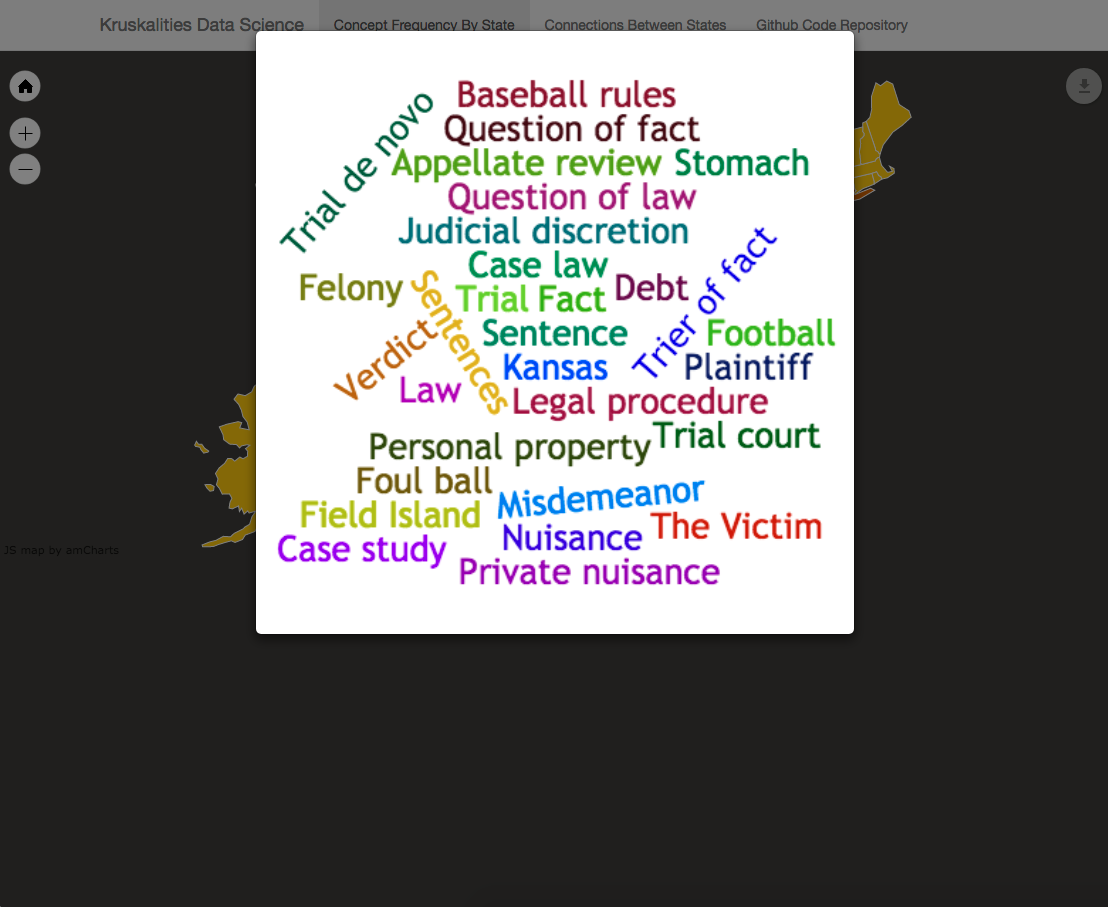 Kruskalities Data Science
Concept Frequency By State
Connections Between States
Github Code Repository
Baseball rules
Trial de novo
Question of fact
Appellate review
Stomach
Question of law
Judicial discretion
Case law
Trier of fact
Felony
Sentences
Trial
Fact
Debt
Verdict
Sentence
Football
Kansas
Plaintiff
Law
Legal procedure
Personal property
Trial court
Foul ball
Misdemeanor
Field Island
The Victim
Nuisance
Case study
Private nuisance
JS map by amCharts